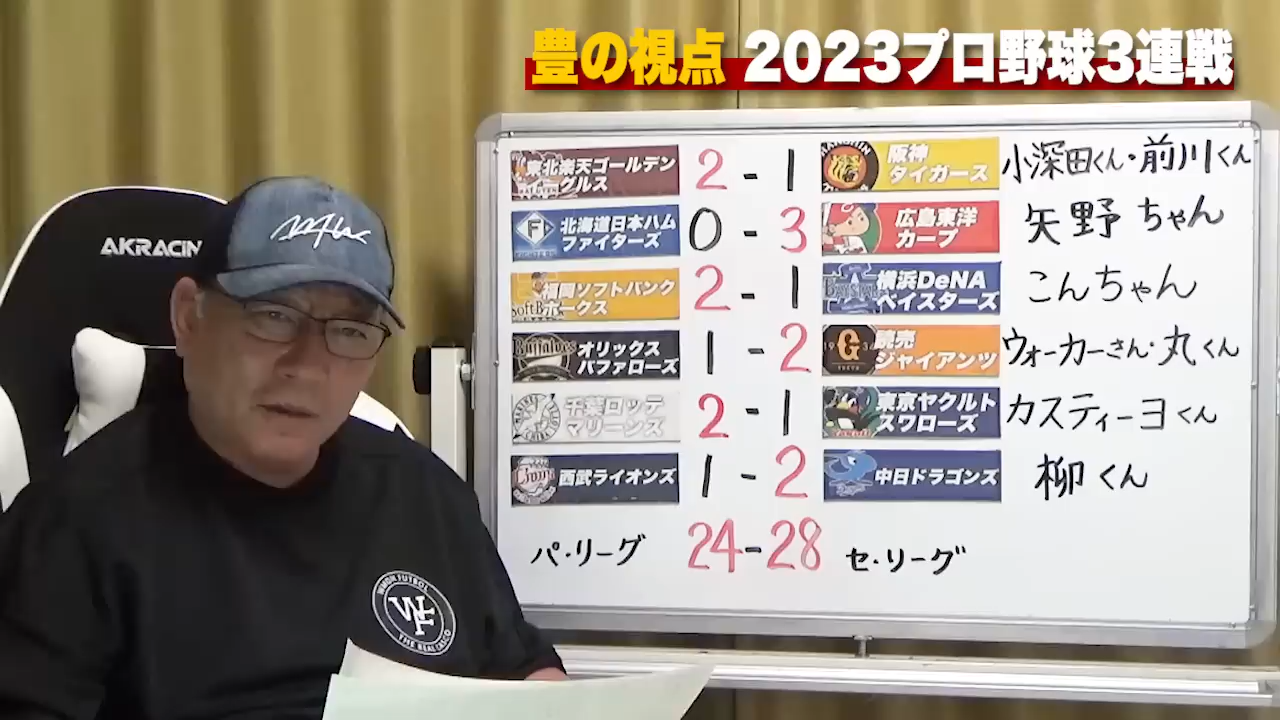 豊の視点 2023プロ野球3連戦
AKRACIN
東北楽天ゴールデン
グルス
2 - 1
阪神
タイガース
小深田くん・前川くん
北海道日本ハム
ファイターズ
0 - 3
広島東洋
カープ
矢野ちゃん
福岡ソフトバンク
ホークス
2 - 1
横浜DeNA
ベイスターズ
こんちゃん
オリックス
バファローズ
1 - 2
読売
ジャイアンツ
ウォーカーさん・丸くん
千葉ロッテ
マリーンズ
2 - 1
東京ヤクルト
スワローズ
カスティーヨくん
西武ライオンズ
1 - 2
中日ドラゴンズ
柳くん
パ・リーグ 24-28 セ・リーグ
WF